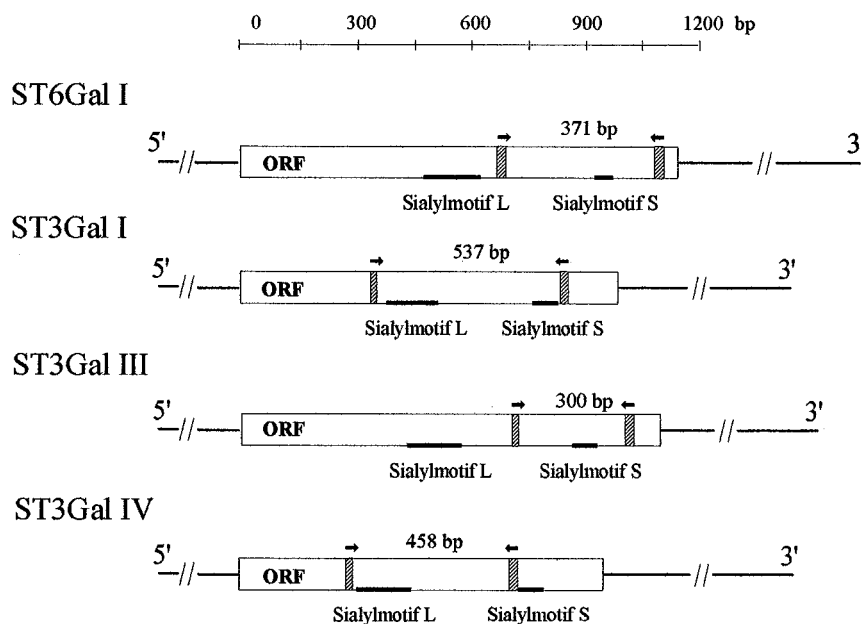 0 300 600 900 1200 bp
ST6Gal I
5' // 371 bp // 3
ORF
Sialylmotif L Sialylmotif S
ST3Gal I
5' // 537 bp // 3'
ORF
Sialylmotif L Sialylmotif S
ST3Gal III
5' // 300 bp // 3'
ORF
Sialylmotif L Sialylmotif S
ST3Gal IV
5' // 458 bp // 3'
ORF
Sialylmotif L Sialylmotif S